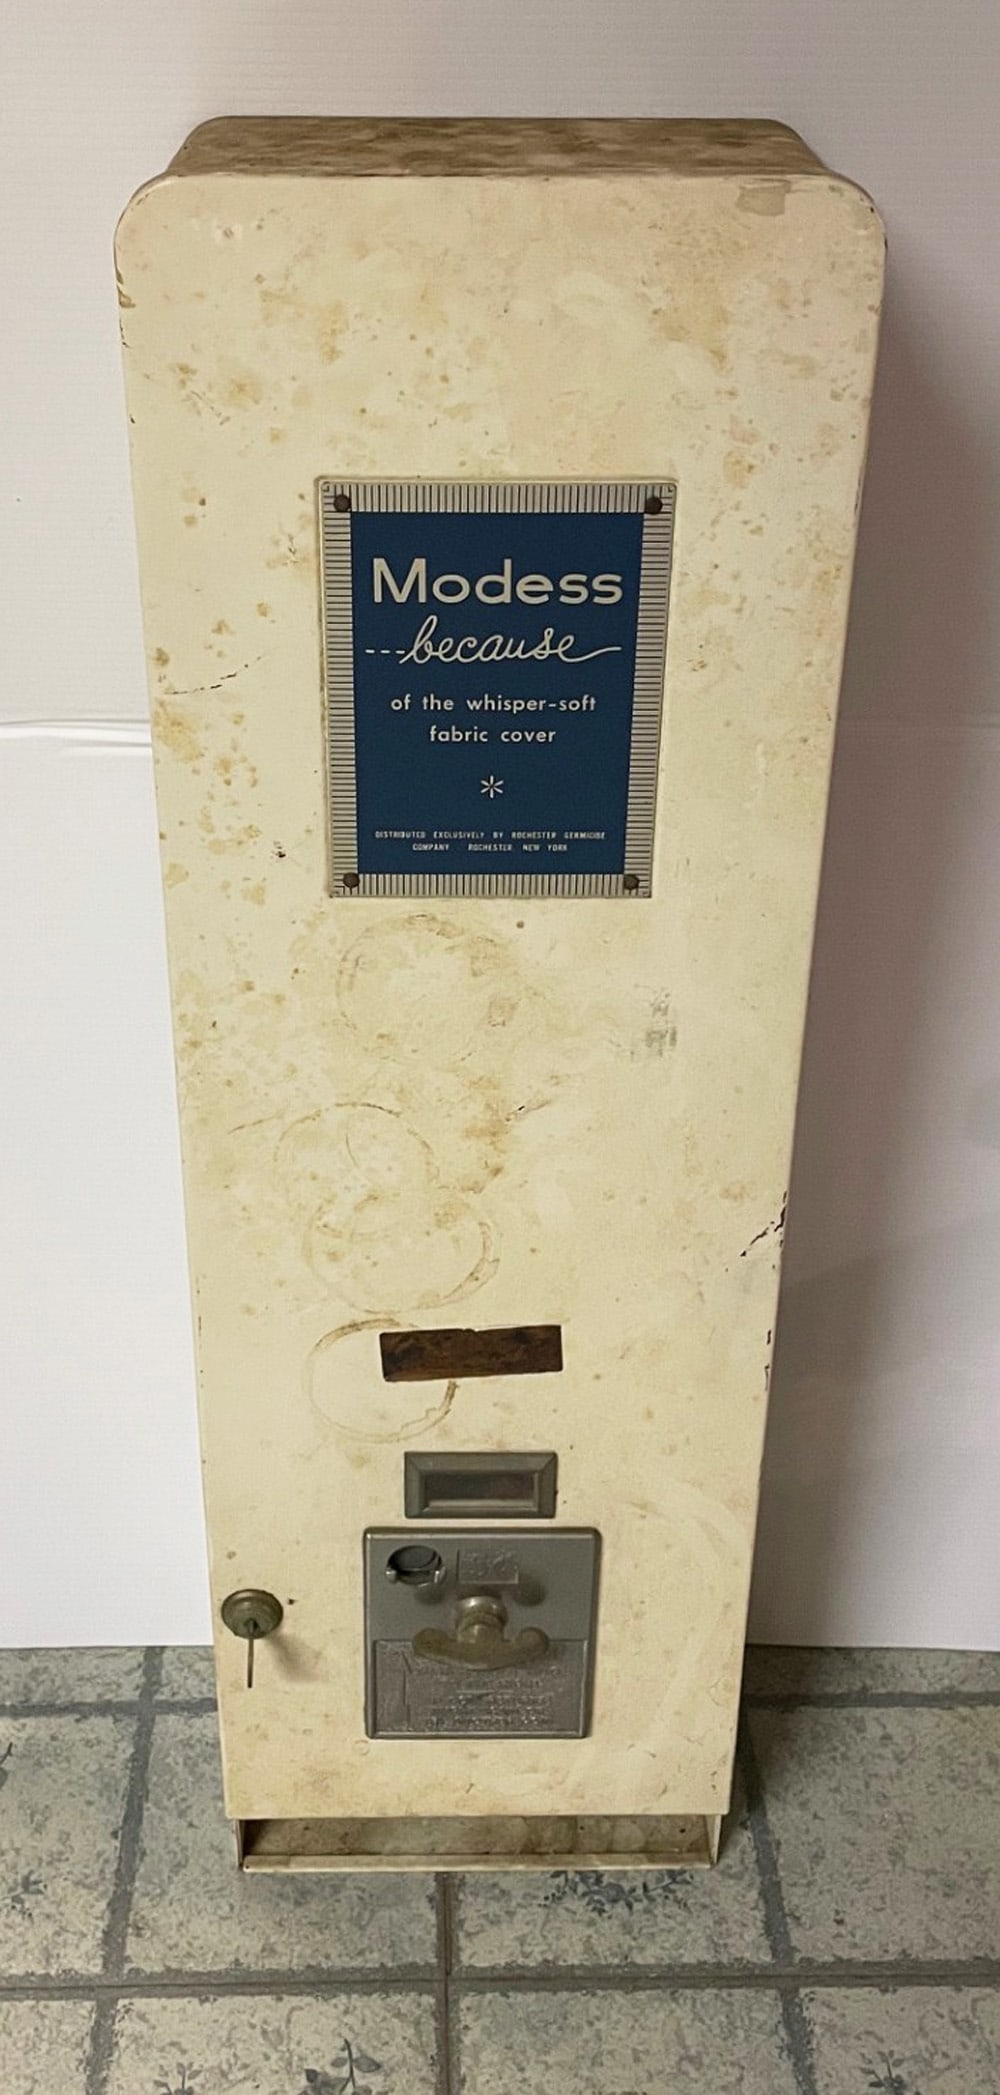 Modess
---because
of the whisper-soft
fabric cover
*
DISTRIBUTED EXCLUSIVELY BY ROCHESTER GERMICIDE
COMPANY ROCHESTER, NEW YORK